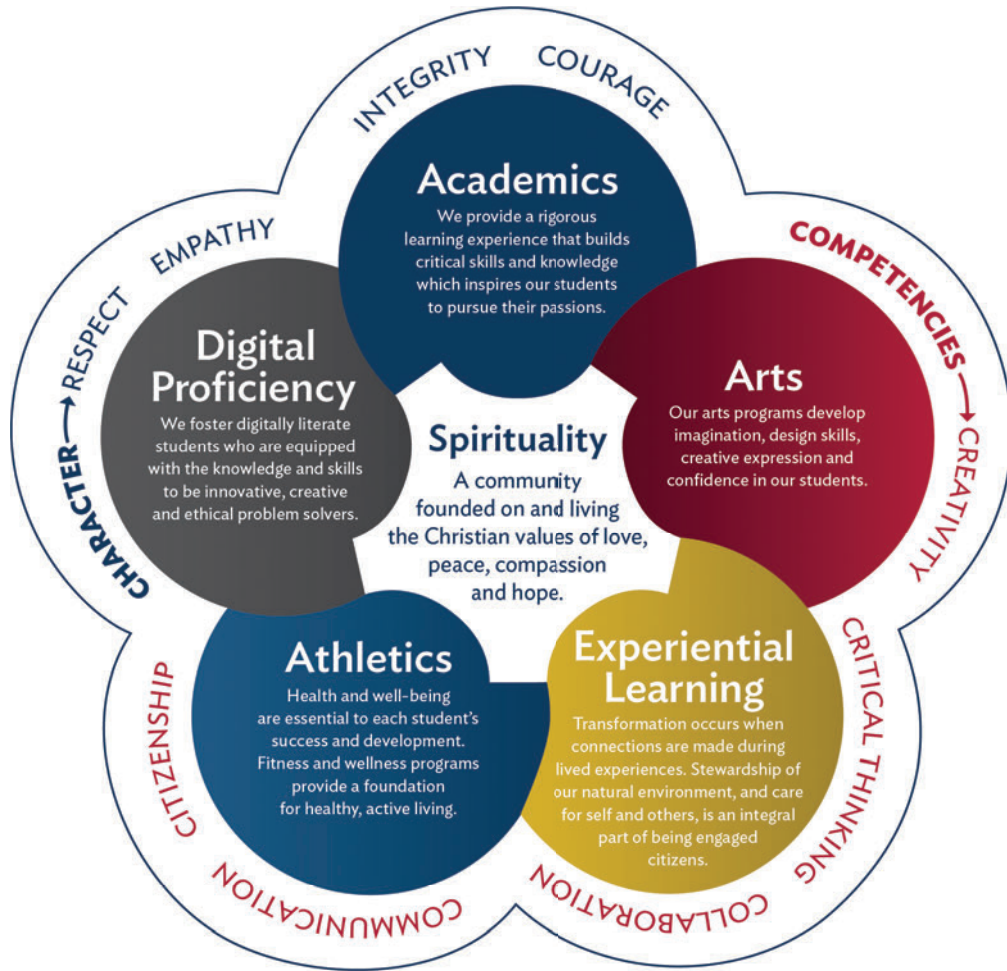 CHARACTER → RESPECT EMPATHY INTEGRITY COURAGE
COMPETENCIES → CREATIVITY CRITICAL THINKING COLLABORATION COMMUNICATION CITIZENSHIP
Academics
We provide a rigorous
learning experience that builds
critical skills and knowledge
which inspires our students
to pursue their passions.
Arts
Our arts programs develop
imagination, design skills,
creative expression and
confidence in our students.
Experiential
Learning
Transformation occurs when
connections are made during
lived experiences. Stewardship of
our natural environment, and care
for self and others, is an integral
part of being engaged
citizens.
Athletics
Health and well-being
are essential to each student’s
success and development.
Fitness and wellness programs
provide a foundation
for healthy, active living.
Digital
Proficiency
We foster digitally literate
students who are equipped
with the knowledge and skills
to be innovative, creative
and ethical problem solvers.
Spirituality
A community
founded on and living
the Christian values of love,
peace, compassion
and hope.